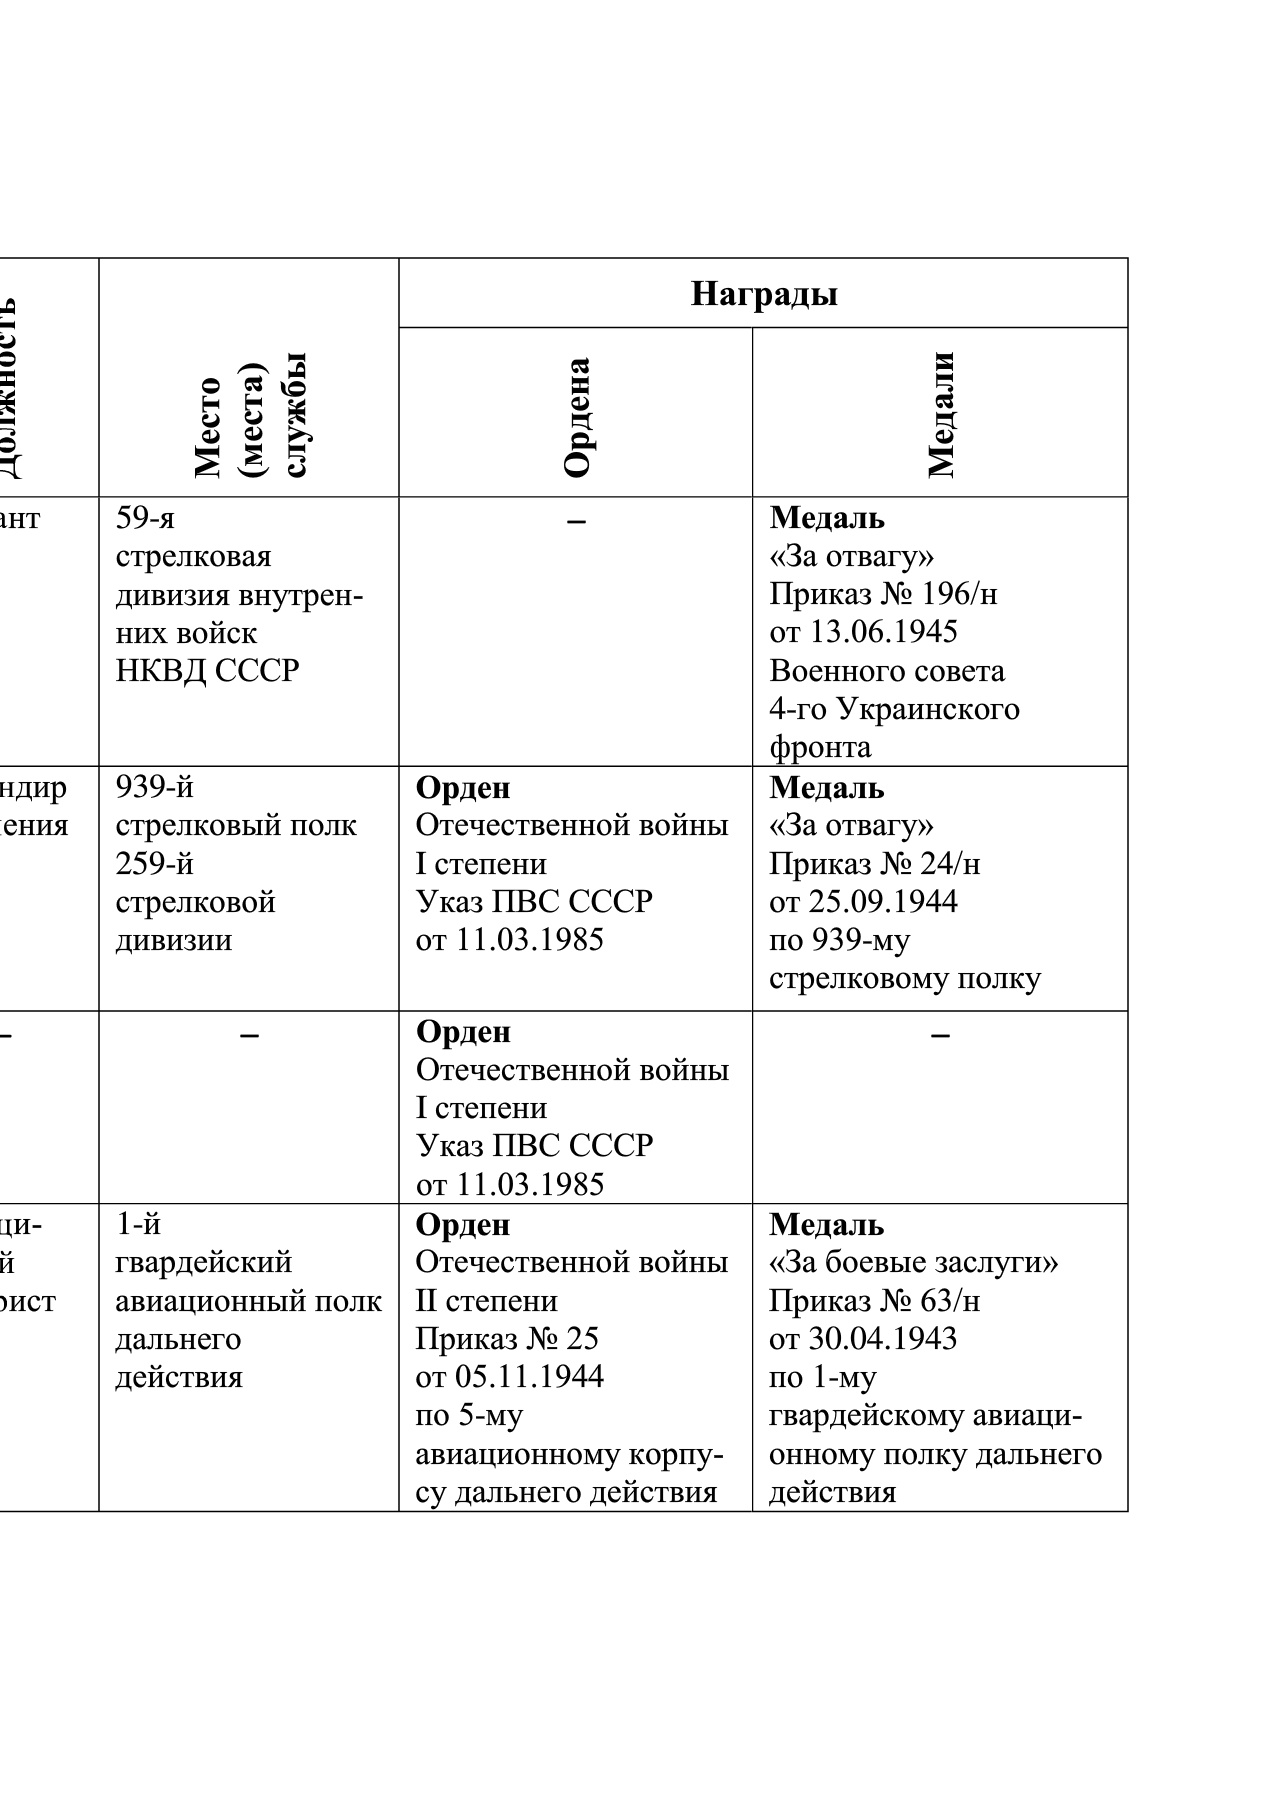 Должность
Место
(места)
службы
Награды
Ордена
Медали
ант
59-я
стрелковая
дивизия внутрен-
них войск
НКВД СССР
–
Медаль
«За отвагу»
Приказ № 196/н
от 13.06.1945
Военного совета
4-го Украинского
фронта
ндир
ения
939-й
стрелковый полк
259-й
стрелковой
дивизии
Орден
Отечественной войны
I степени
Указ ПВС СССР
от 11.03.1985
Медаль
«За отвагу»
Приказ № 24/н
от 25.09.1944
по 939-му
стрелковому полку
–
–
Орден
Отечественной войны
I степени
Указ ПВС СССР
от 11.03.1985
–
ци-
й
рист
1-й
гвардейский
авиационный полк
дальнего
действия
Орден
Отечественной войны
II степени
Приказ № 25
от 05.11.1944
по 5-му
авиационному корпу-
су дальнего действия
Медаль
«За боевые заслуги»
Приказ № 63/н
от 30.04.1943
по 1-му
гвардейскому авиаци-
онному полку дальнего
действия